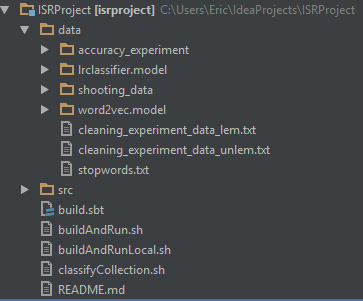 ISRProject [isrproject] C:\Users\Eric\IdeaProjects\ISRProject
data
accuracy_experiment
lrclassifier.model
shooting_data
word2vec.model
cleaning_experiment_data_lem.txt
cleaning_experiment_data_unlem.txt
stopwords.txt
src
build.sbt
buildAndRun.sh
buildAndRunLocal.sh
classifyCollection.sh
README.md